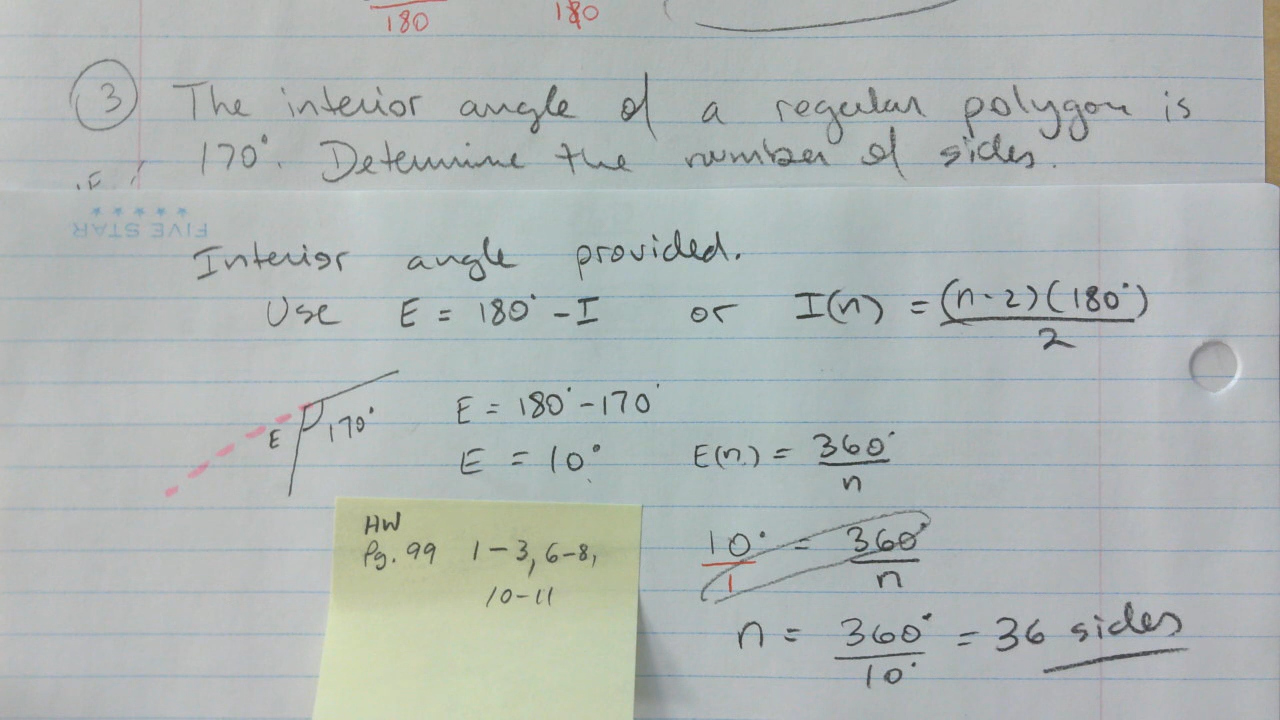 180 180
3 The interior angle of a regular polygon is
170°. Determine the number of sides.
FIVE STAR
Interior angle provided.
Use E = 180° - I or I(n) = (n-2)(180°)/2
E 170° E = 180° - 170°
E = 10° E(n) = 360°/n
HW
Pg. 99 1-3, 6-8,
10-11
10°/1 = 360°/n
n = 360°/10° = 36 sides